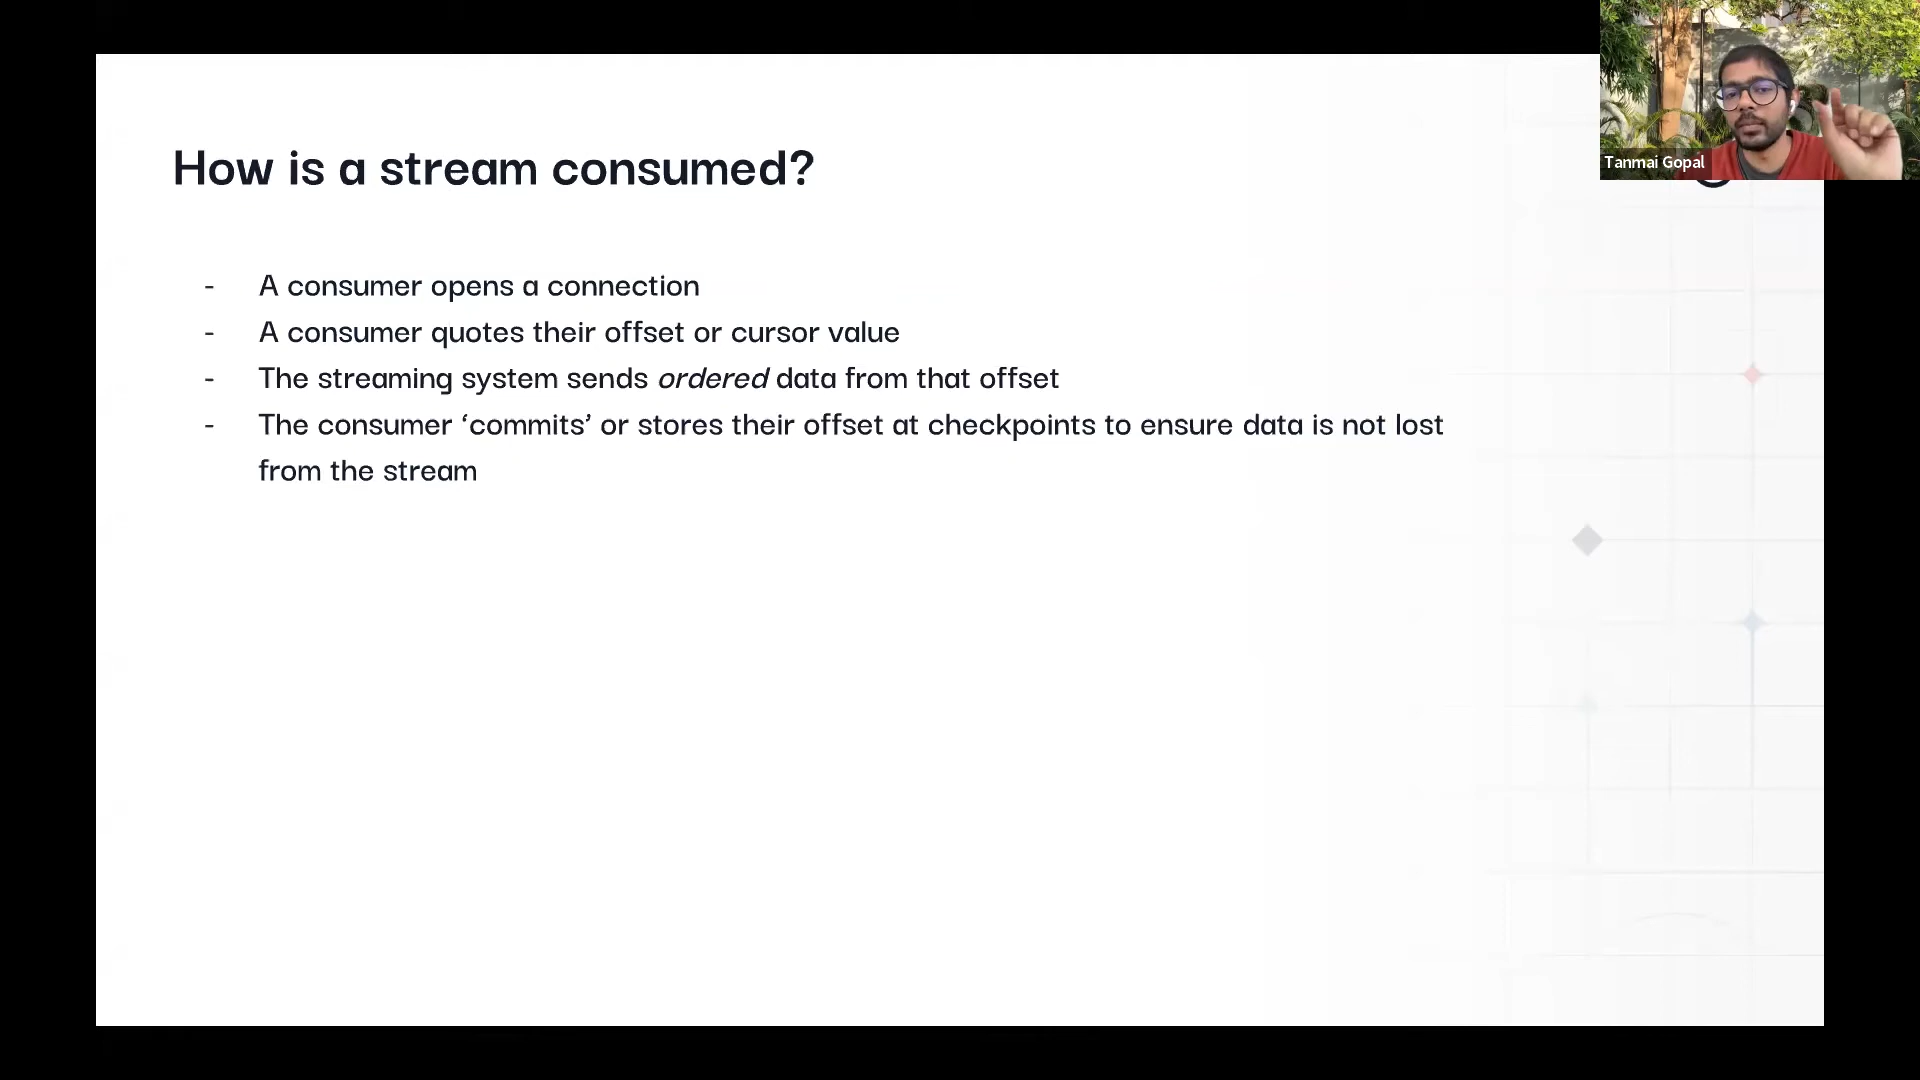 Tanmai Gopal
How is a stream consumed?
- A consumer opens a connection
- A consumer quotes their offset or cursor value
- The streaming system sends ordered data from that offset
- The consumer ‘commits’ or stores their offset at checkpoints to ensure data is not lost
from the stream